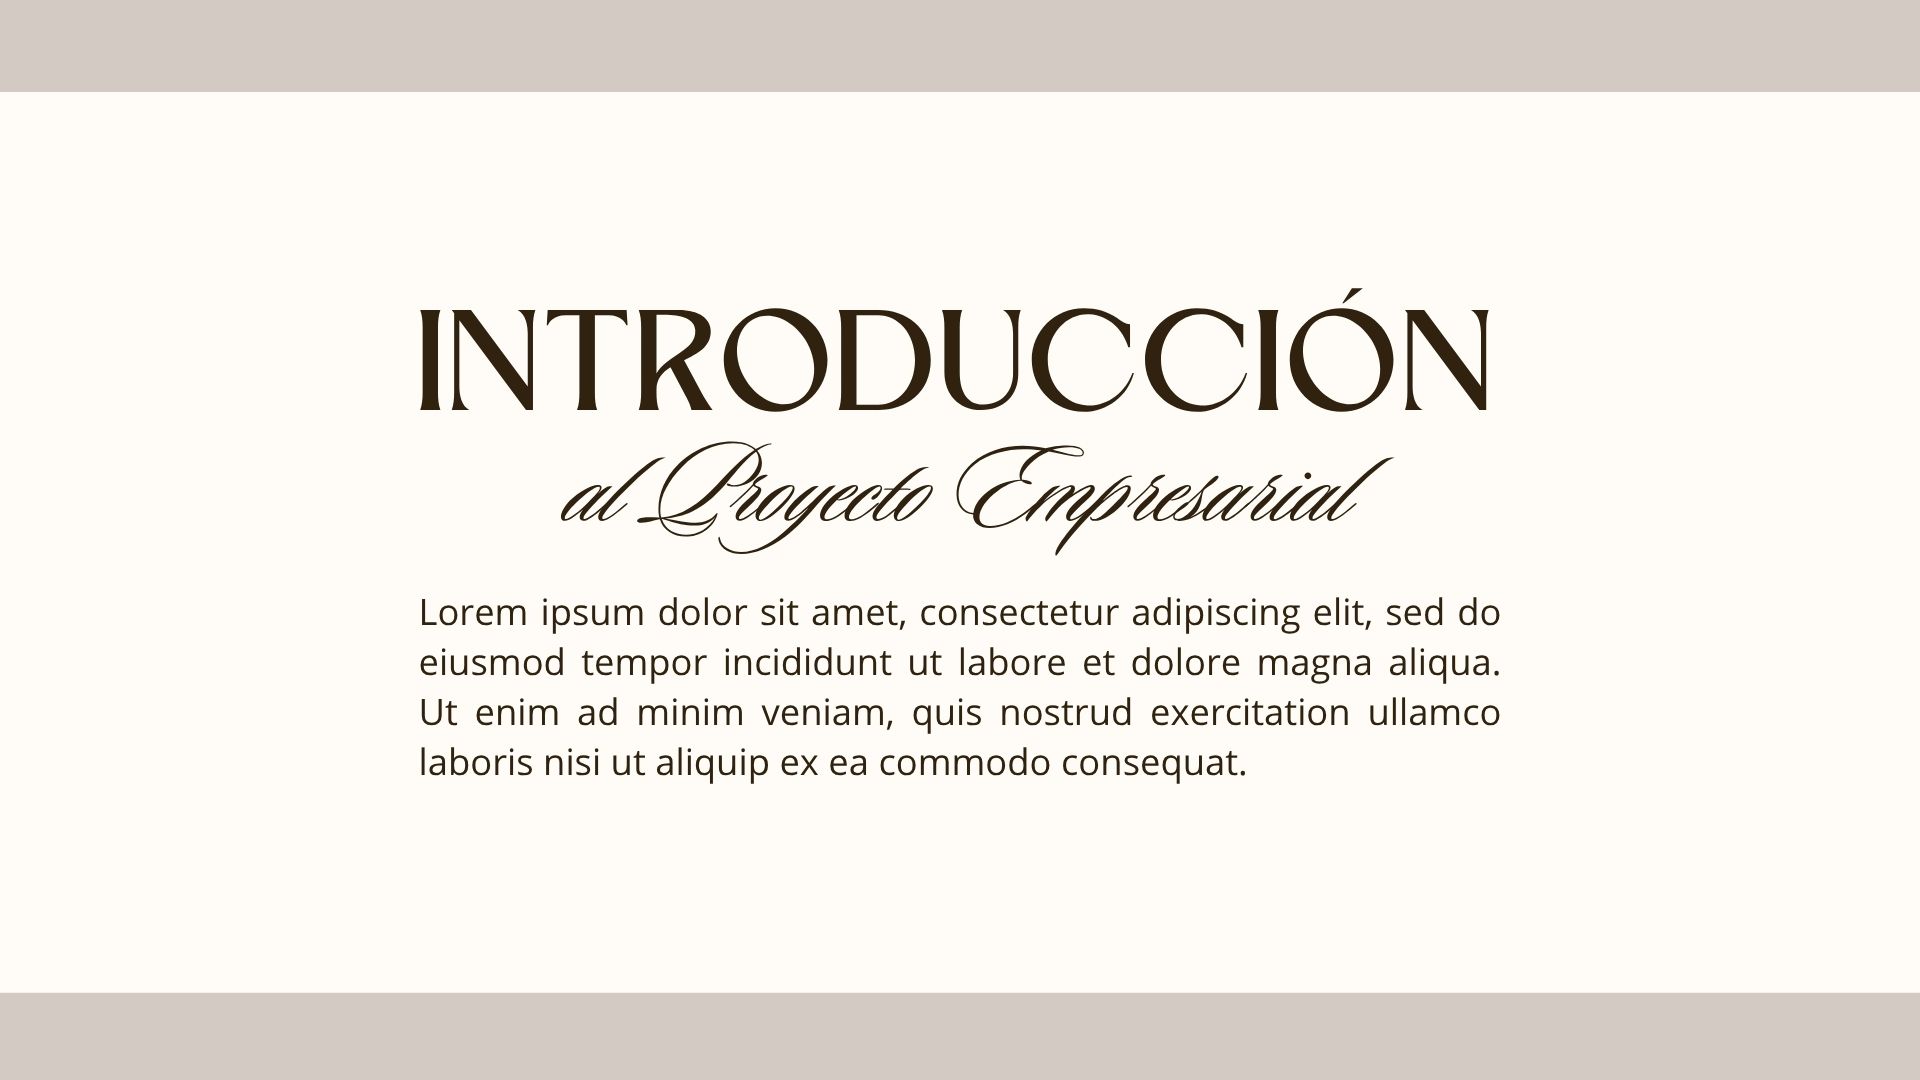 INTRODUCCIÓN
al Proyecto Empresarial
Lorem ipsum dolor sit amet, consectetur adipiscing elit, sed do
eiusmod tempor incididunt ut labore et dolore magna aliqua.
Ut enim ad minim veniam, quis nostrud exercitation ullamco
laboris nisi ut aliquip ex ea commodo consequat.